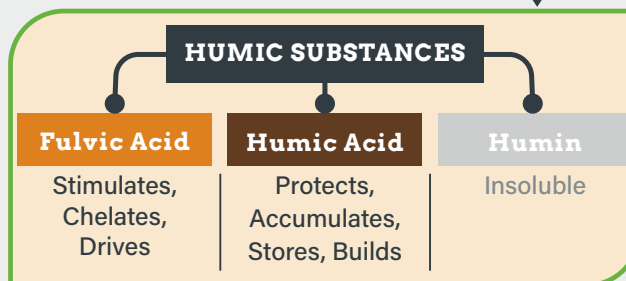 HUMIC SUBSTANCES
Fulvic Acid
Stimulates,
Chelates,
Drives
Humic Acid
Protects,
Accumulates,
Stores, Builds
Humin
Insoluble